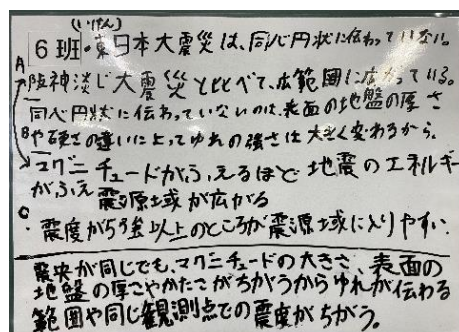 (いけん)
6班・東日本大震災は、同心円状に伝わっていない。
A
阪神淡じ大震災と比べて、広範囲に広がっている。
同心円状に伝わっていないのは、表面の地盤の厚さ
B や硬さの違いによってゆれの強さは大きく変わるから。
マグニチュードがふえるほど地震のエネルギー
がふえ 震源域が広がる
C
・震度が5強以上のところが震源域に入りやすい。
震央が同じでも、マグニチュードの大きさ、表面の
地盤の厚さやかたさがちがうからゆれが伝わる
範囲や同じ観測点での震度がちがう。